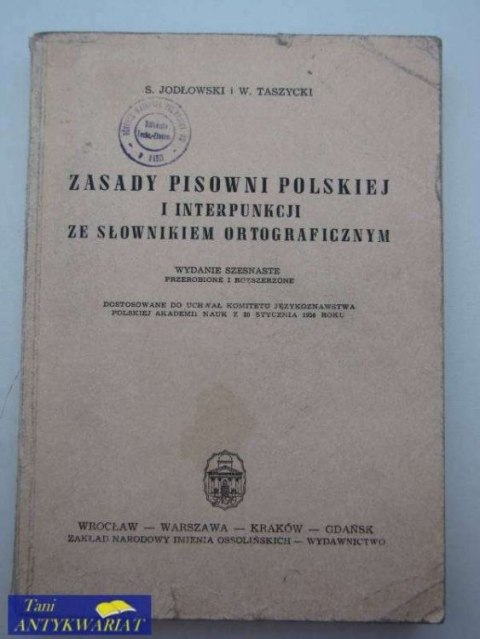 S. JODŁOWSKI i W. TASZYCKI
ZASADY PISOWNI POLSKIEJ
I INTERPUNKCJI
ZE SŁOWNIKIEM ORTOGRAFICZNYM
WYDANIE SZESNASTE
PRZEROBIONE I ROZSZERZONE
DOSTOSOWANE DO UCHWAŁ KOMITETU JĘZYKOZNAWSTWA
POLSKIEJ AKADEMII NAUK Z 20 STYCZNIA 1956 ROKU
WROCŁAW — WARSZAWA — KRAKÓW — GDAŃSK
ZAKŁAD NARODOWY IMIENIA OSSOLIŃSKICH — WYDAWNICTWO
Tani
ANTYKWARIAT